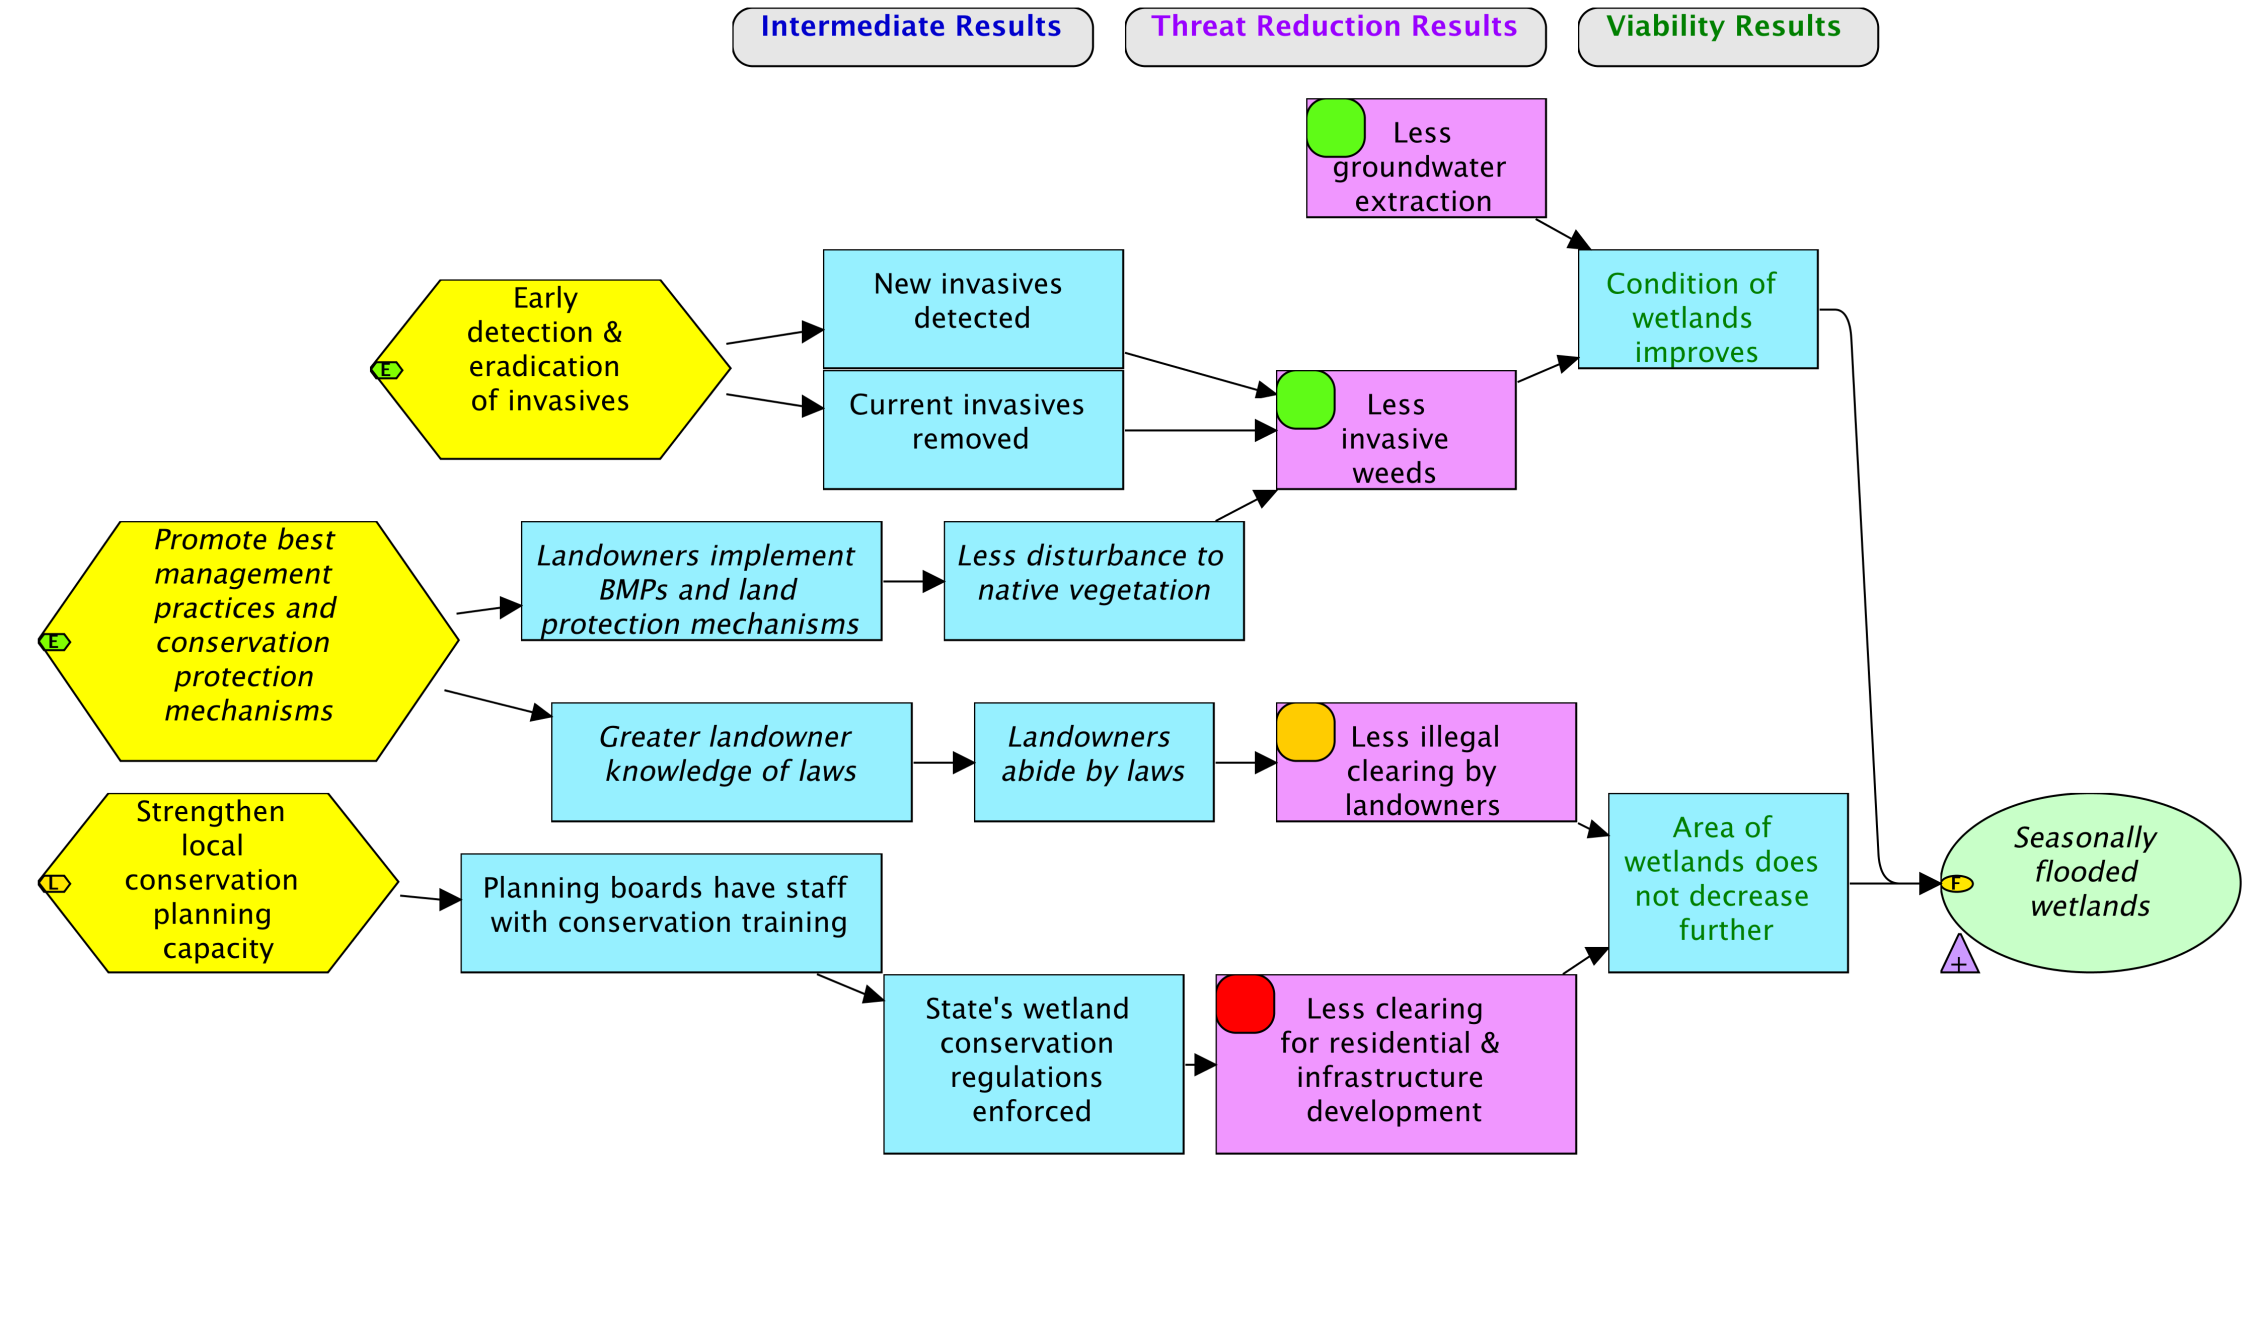 Intermediate Results
Threat Reduction Results
Viability Results
Less
groundwater
extraction
Early
detection &
eradication
of invasives
E
New invasives
detected
Current invasives
removed
Less
invasive
weeds
Condition of
wetlands
improves
Promote best
management
practices and
conservation
protection
mechanisms
E
Landowners implement
BMPs and land
protection mechanisms
Less disturbance to
native vegetation
Greater landowner
knowledge of laws
Landowners
abide by laws
Less illegal
clearing by
landowners
Strengthen
local
conservation
planning
capacity
L
Planning boards have staff
with conservation training
State's wetland
conservation
regulations
enforced
Less clearing
for residential &
infrastructure
development
Area of
wetlands does
not decrease
further
Seasonally
flooded
wetlands
F
+